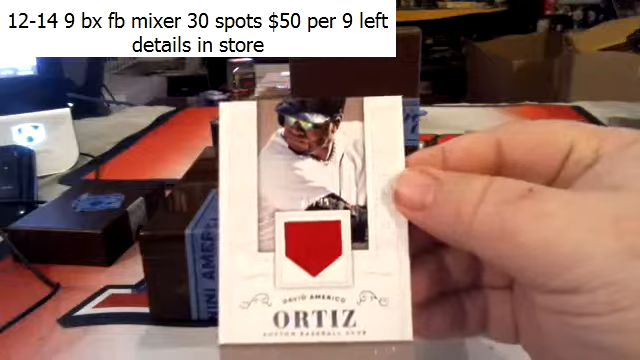 12-14 9 bx fb mixer 30 spots $50 per 9 left
details in store
DAVID AMERICO
ORTIZ
BOSTON BASEBALL CLUB